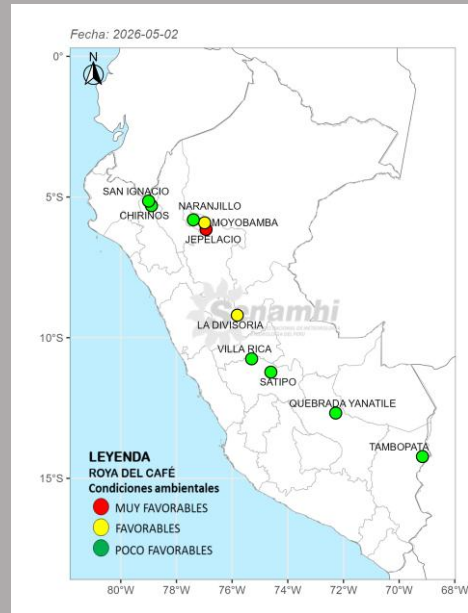 Fecha: 2026-05-02
0°
N
5°S
SAN IGNACIO
CHIRINOS
NARANJILLO
MOYOBAMBA
JEPELACIO
10°S
Senamhi
LA DIVISORIA
VILLA RICA
SATIPO
QUEBRADA YANATILE
TAMBOPATA
15°S
LEYENDA
ROYA DEL CAFÉ
Condiciones ambientales
MUY FAVORABLES
FAVORABLES
POCO FAVORABLES
80°W 78°W 76°W 74°W 72°W 70°W 68°W